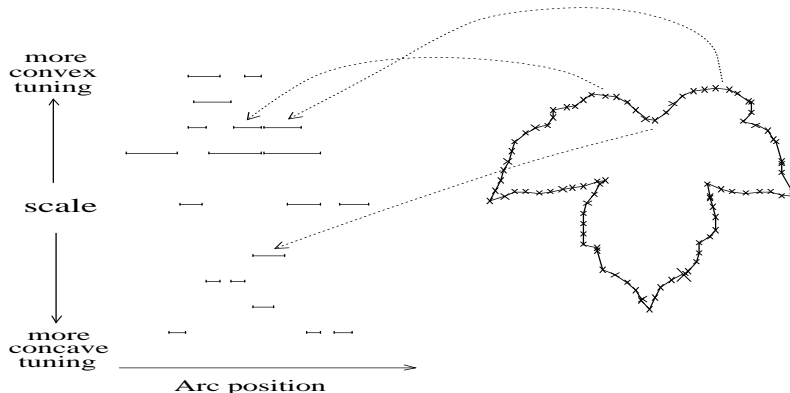 more
convex
tuning
scale
more
concave
tuning
Arc position